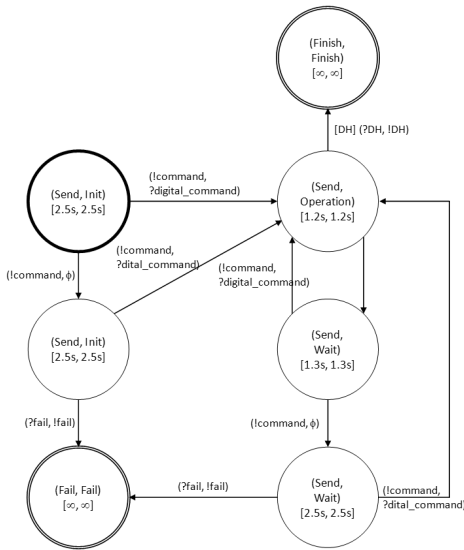 (Finish,
Finish)
[∞, ∞]
[DH] (?DH, !DH)
(Send, Init)
[2.5s, 2.5s]
(!command,
?digital_command)
(Send,
Operation)
[1.2s, 1.2s]
(!command,
?dital_command)
(!command,
?digital_command)
(!command, ϕ)
(Send, Init)
[2.5s, 2.5s]
(Send,
Wait)
[1.3s, 1.3s]
(?fail, !fail)
(!command, ϕ)
(Fail, Fail)
[∞, ∞]
(?fail, !fail)
(Send,
Wait)
[2.5s, 2.5s]
(!command,
?dital_command)